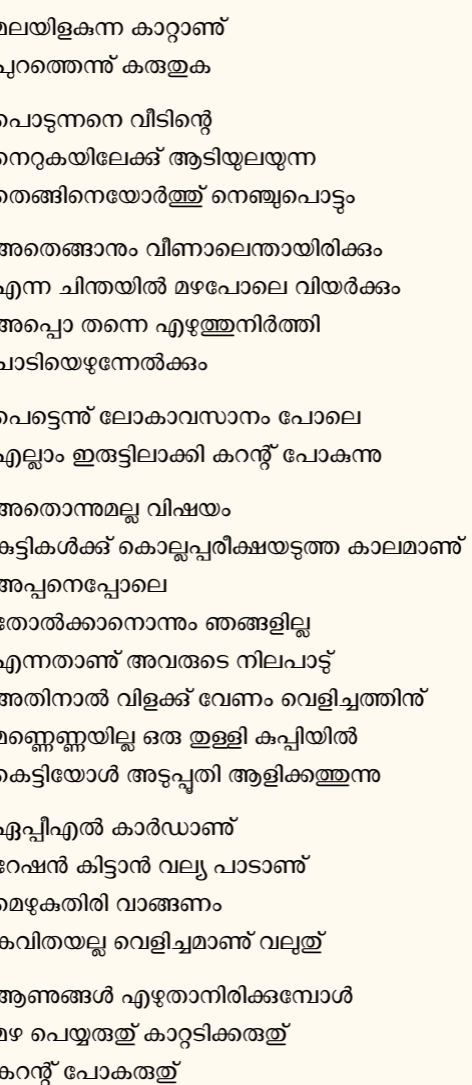 മലയിളകുന്ന കാറ്റാണ്
പുറത്തെന്ന് കരുതുക
പൊടുന്നനെ വീടിന്റെ
നെറുകയിലേക്ക് ആടിയുലയുന്ന
തെങ്ങിനെയോർത്ത് നെഞ്ചുപൊട്ടും
അതെങ്ങാനും വീണാലെന്തായിരിക്കും
എന്ന ചിന്തയിൽ മഴപോലെ വിയർക്കും
അപ്പൊ തന്നെ എഴുത്തുനിർത്തി
ചാടിയെഴുന്നേൽക്കും
പെട്ടെന്ന് ലോകാവസാനം പോലെ
എല്ലാം ഇരുട്ടിലാക്കി കറന്റ് പോകുന്നു
അതൊന്നുമല്ല വിഷയം
കുട്ടികൾക്ക് കൊല്ലപ്പരീക്ഷയടുത്ത കാലമാണ്
അപ്പനെപ്പോലെ
തോൽക്കാനൊന്നും ഞങ്ങളില്ല
എന്നതാണ് അവരുടെ നിലപാട്
അതിനാൽ വിളക്ക് വേണം വെളിച്ചത്തിന്
മണ്ണെണ്ണയില്ല ഒരു തുള്ളി കുപ്പിയിൽ
കെട്ടിയോൾ അടുപ്പൂതി ആളിക്കത്തുന്നു
ഏപ്പീഎൽ കാർഡാണ്
റേഷൻ കിട്ടാൻ വല്യ പാടാണ്
മെഴുകുതിരി വാങ്ങണം
കവിതയല്ല വെളിച്ചമാണ് വലുത്
ആണുങ്ങൾ എഴുതാനിരിക്കുമ്പോൾ
മഴ പെയ്യരുത് കാറ്റടിക്കരുത്
കറന്റ് പോകരുത്